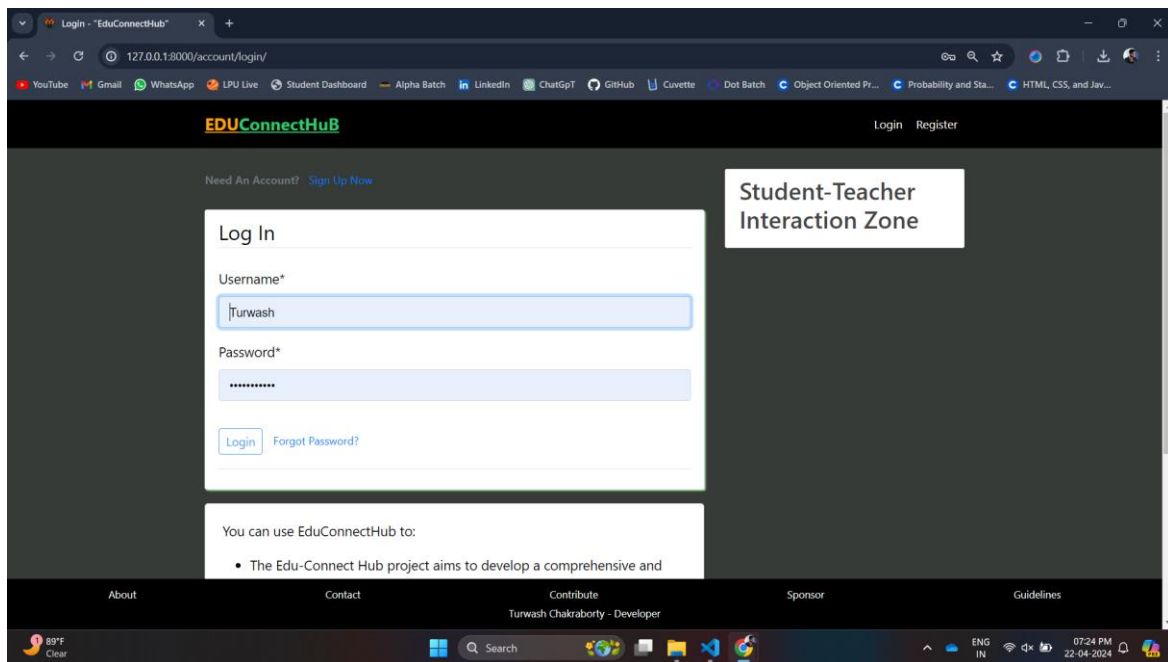 Login - "EduConnectHub"
127.0.0.1:8000/account/login/
YouTube Gmail WhatsApp LPU Live Student Dashboard Alpha Batch LinkedIn ChatGpT GitHub Cuvette Dot Batch Object Oriented Pr... Probability and Sta... HTML, CSS, and Jav...
EDUConnectHuB Login Register
Need An Account? Sign Up Now
Student-Teacher
Interaction Zone
Log In
Username*
Turwash
Password*
•••••••••••
Login Forgot Password?
You can use EduConnectHub to:
• The Edu-Connect Hub project aims to develop a comprehensive and
About Contact Contribute Sponsor Guidelines
Turwash Chakraborty - Developer
1 89°F
Clear
Search
ENG
IN
07:24 PM
22-04-2024